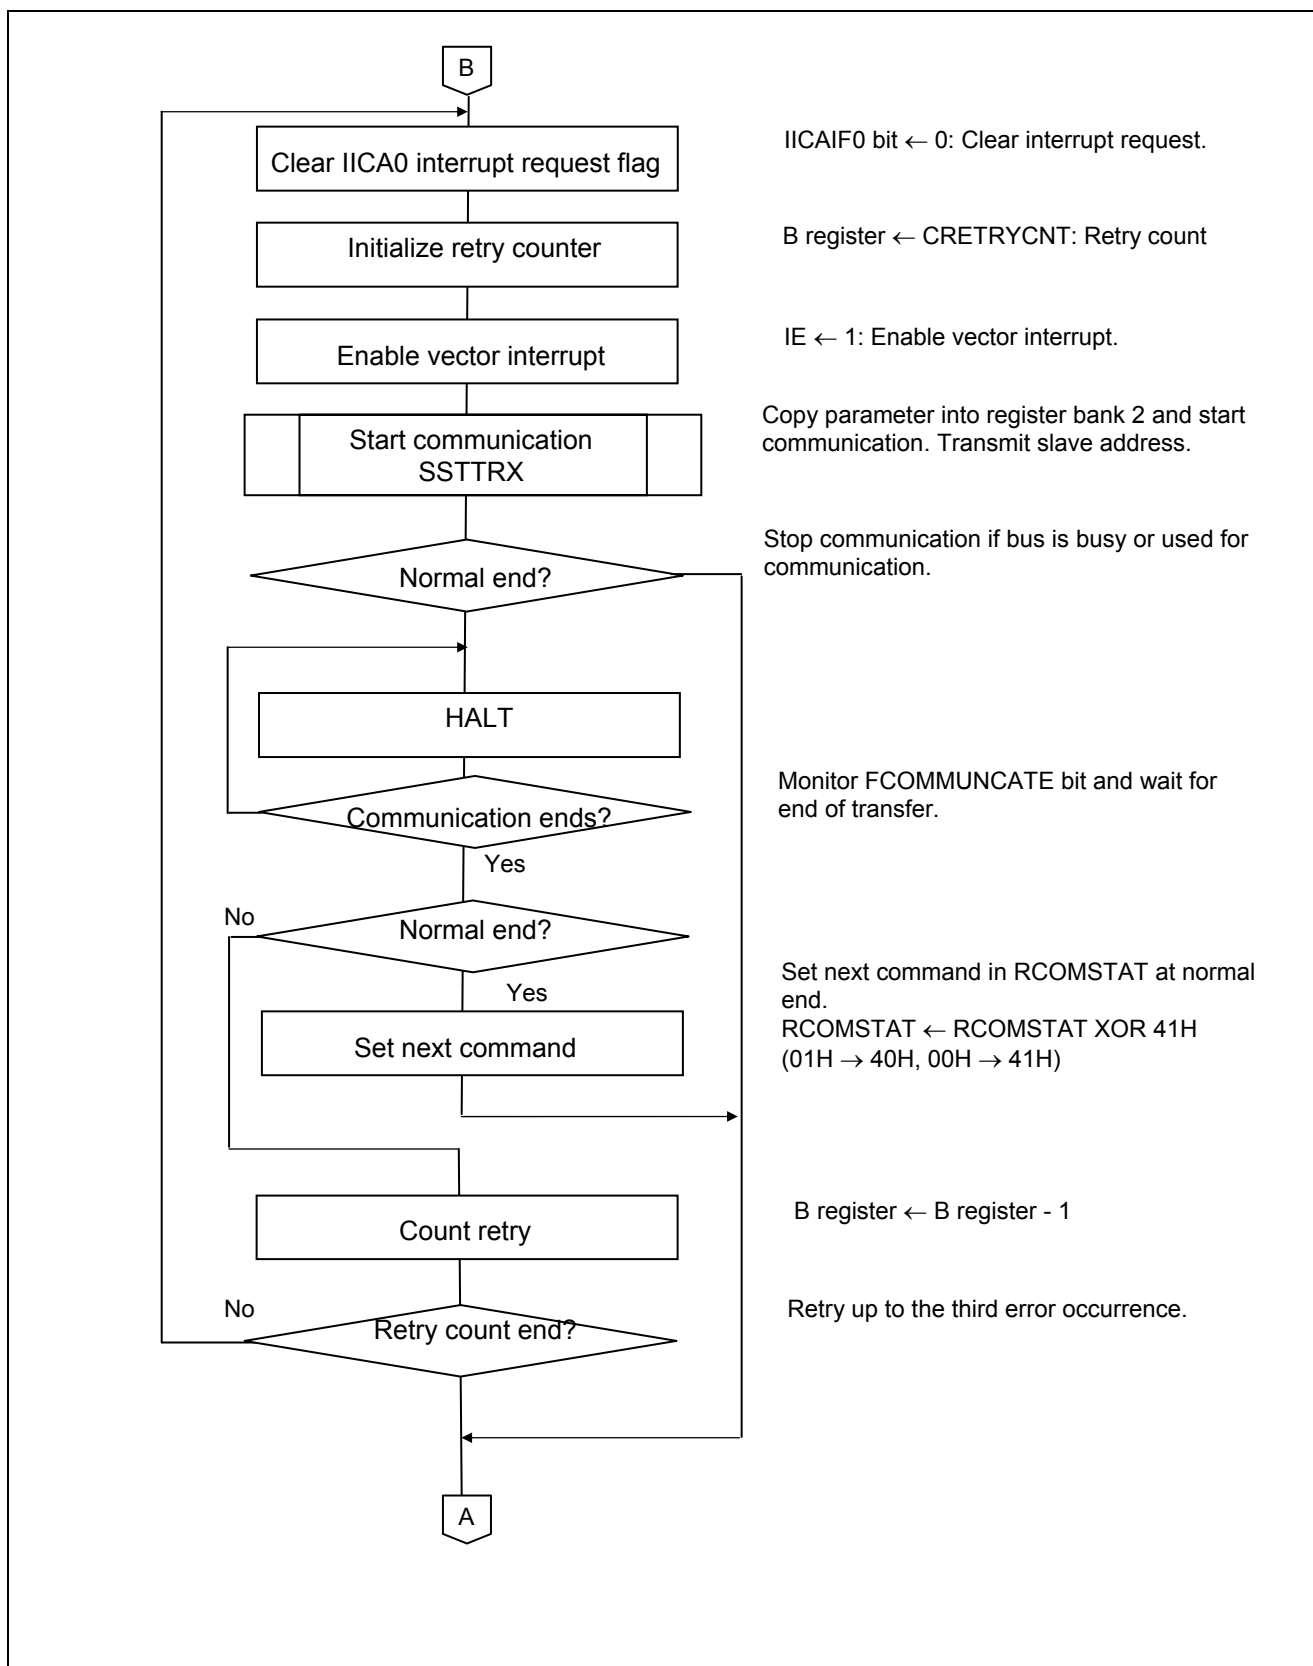 B
Clear IICA0 interrupt request flag
IICAIF0 bit ← 0: Clear interrupt request.
Initialize retry counter
B register ← CRETRYCNT: Retry count
Enable vector interrupt
IE ← 1: Enable vector interrupt.
Start communication
SSTTRX
Copy parameter into register bank 2 and start
communication. Transmit slave address.
Normal end?
Stop communication if bus is busy or used for
communication.
HALT
Communication ends?
Monitor FCOMMUNCATE bit and wait for
end of transfer.
Yes
No
Normal end?
Yes
Set next command
Set next command in RCOMSTAT at normal
end.
RCOMSTAT ← RCOMSTAT XOR 41H
(01H → 40H, 00H → 41H)
Count retry
B register ← B register - 1
No
Retry count end?
Retry up to the third error occurrence.
A